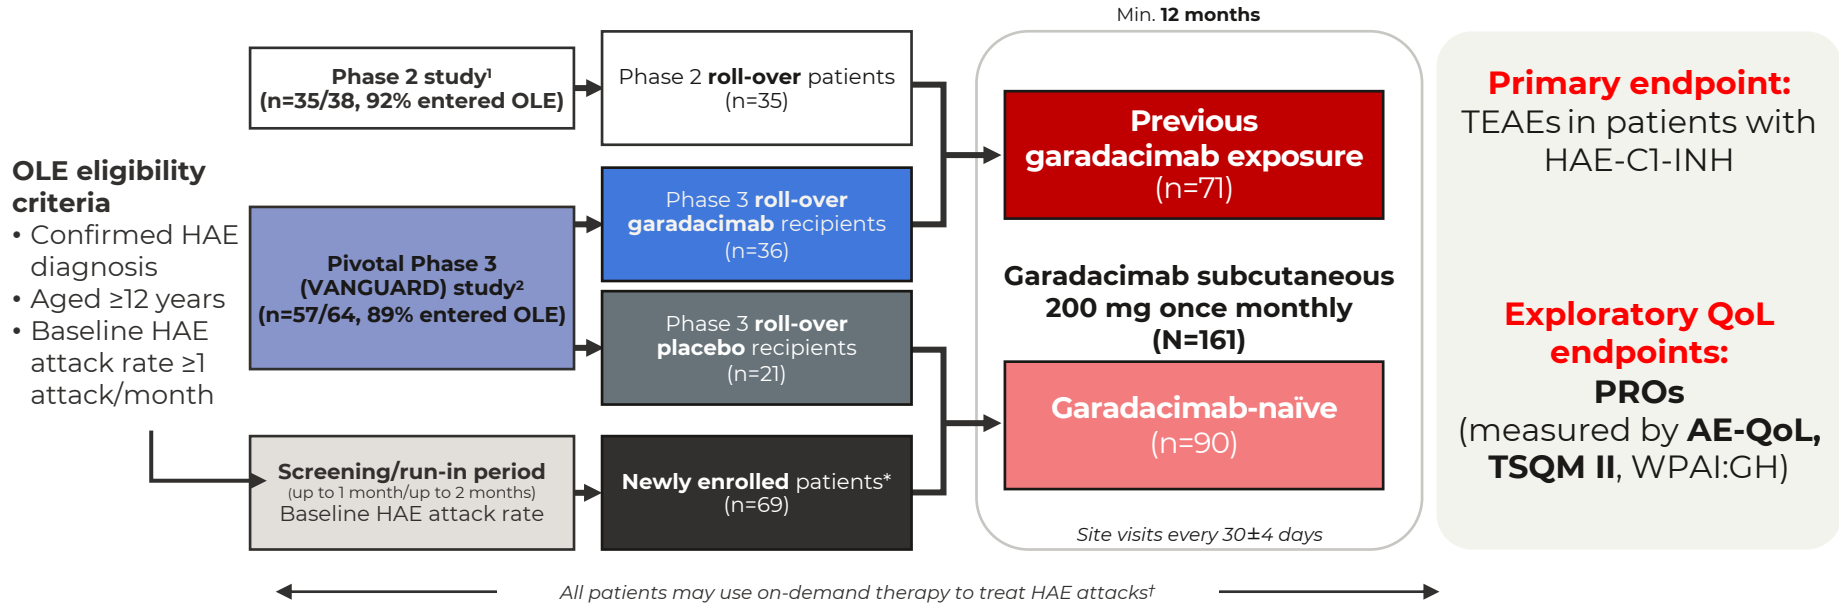 Min. 12 months
Phase 2 study¹
(n=35/38, 92% entered OLE)
Phase 2 roll-over patients
(n=35)
OLE eligibility
criteria
• Confirmed HAE
diagnosis
• Aged ≥12 years
• Baseline HAE
attack rate ≥1
attack/month
Pivotal Phase 3
(VANGUARD) study²
(n=57/64, 89% entered OLE)
Phase 3 roll-over
garadacimab recipients
(n=36)
Phase 3 roll-over
placebo recipients
(n=21)
Screening/run-in period
(up to 1 month/up to 2 months)
Baseline HAE attack rate
Newly enrolled patients*
(n=69)
Previous
garadacimab exposure
(n=71)
Garadacimab subcutaneous
200 mg once monthly
(N=161)
Garadacimab-naïve
(n=90)
Site visits every 30±4 days
Primary endpoint:
TEAEs in patients with
HAE-C1-INH
Exploratory QoL
endpoints:
PROs
(measured by AE-QoL,
TSQM II, WPAI:GH)
All patients may use on-demand therapy to treat HAE attacks†